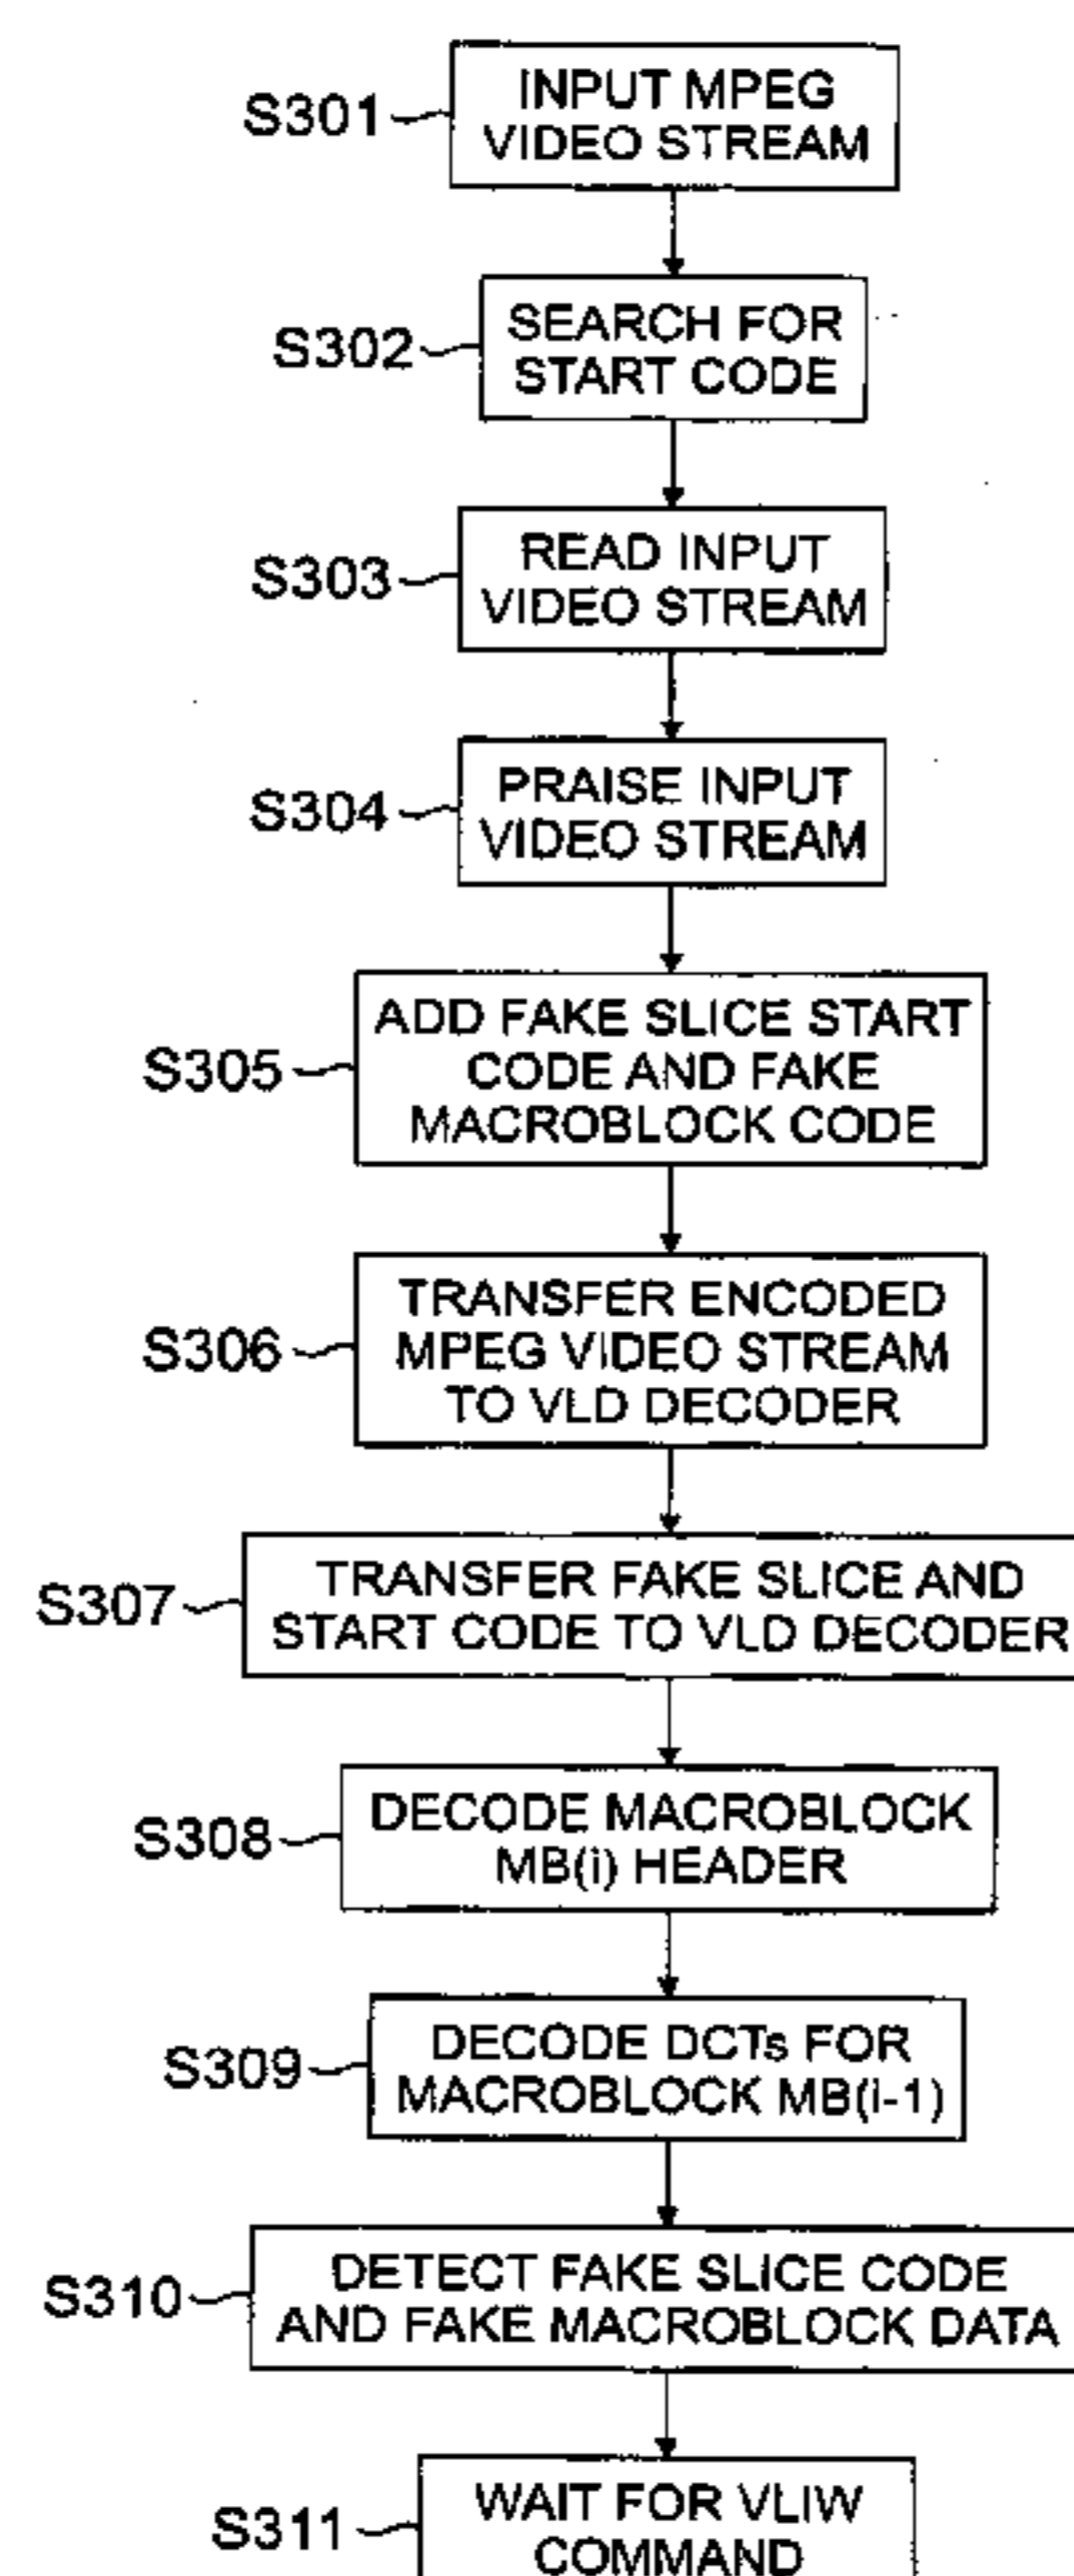 S301
INPUT MPEG
VIDEO STREAM
S302
SEARCH FOR
START CODE
S303
READ INPUT
VIDEO STREAM
S304
PRAISE INPUT
VIDEO STREAM
S305
ADD FAKE SLICE START
CODE AND FAKE
MACROBLOCK CODE
S306
TRANSFER ENCODED
MPEG VIDEO STREAM
TO VLD DECODER
S307
TRANSFER FAKE SLICE AND
START CODE TO VLD DECODER
S308
DECODE MACROBLOCK
MB(i) HEADER
S309
DECODE DCTs FOR
MACROBLOCK MB(i-1)
S310
DETECT FAKE SLICE CODE
AND FAKE MACROBLOCK DATA
S311
WAIT FOR VLIW
COMMAND